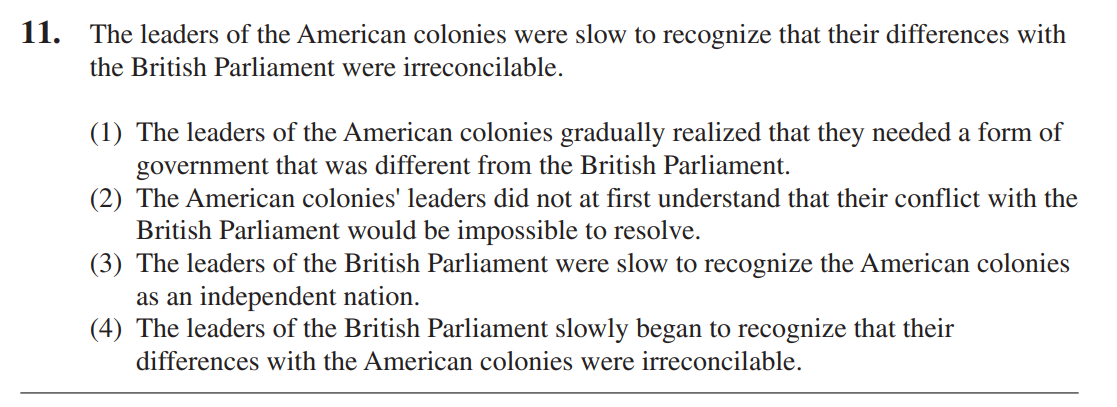 11. The leaders of the American colonies were slow to recognize that their differences with
the British Parliament were irreconcilable.
(1) The leaders of the American colonies gradually realized that they needed a form of
government that was different from the British Parliament.
(2) The American colonies' leaders did not at first understand that their conflict with the
British Parliament would be impossible to resolve.
(3) The leaders of the British Parliament were slow to recognize the American colonies
as an independent nation.
(4) The leaders of the British Parliament slowly began to recognize that their
differences with the American colonies were irreconcilable.